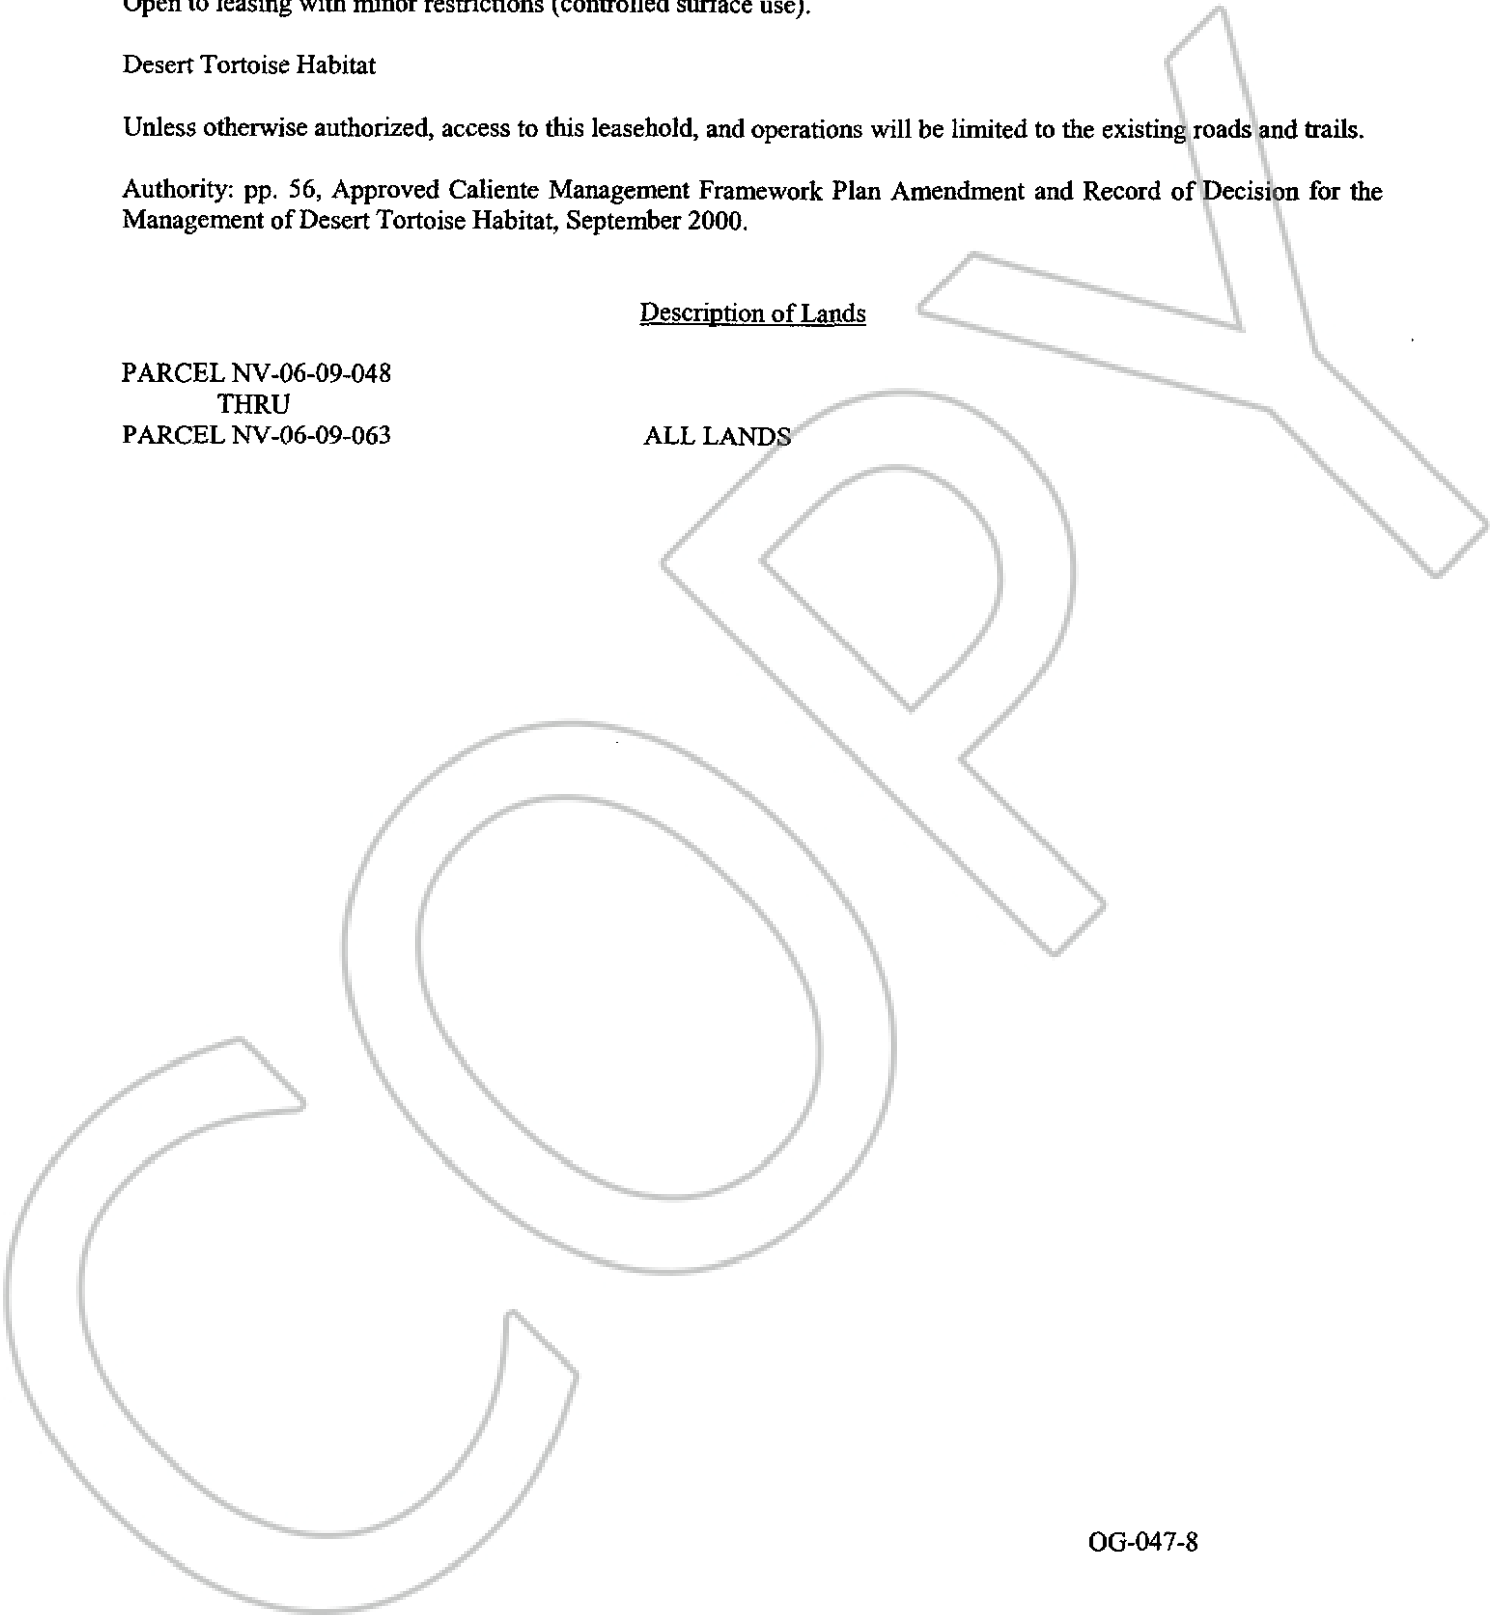 Open to leasing with minor restrictions (controlled surface use).
Desert Tortoise Habitat
Unless otherwise authorized, access to this leasehold, and operations will be limited to the existing roads and trails.
Authority: pp. 56, Approved Caliente Management Framework Plan Amendment and Record of Decision for the
Management of Desert Tortoise Habitat, September 2000.
Description of Lands
PARCEL NV-06-09-048
THRU
PARCEL NV-06-09-063 ALL LANDS
COPY
OG-047-8